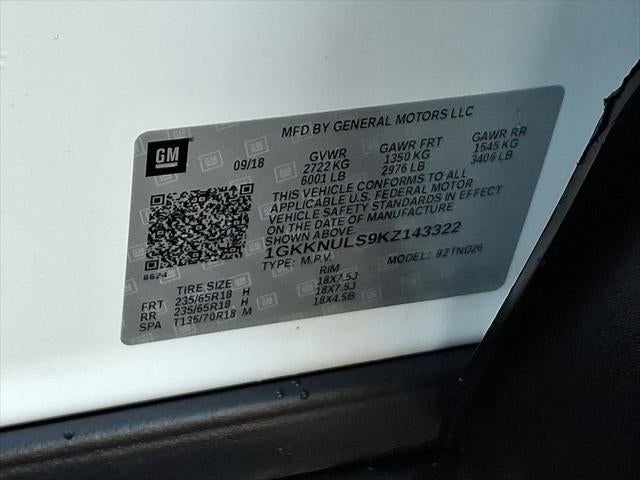 MFD BY GENERAL MOTORS LLC
GM
09/18 GVWR GAWR FRT GAWR RR
2722 KG 1350 KG 1545 KG
6001 LB 2976 LB 3406 LB
THIS VEHICLE CONFORMS TO ALL
APPLICABLE U.S. FEDERAL MOTOR
VEHICLE SAFETY STANDARDS IN EFFECT
ON THE DATE OF MANUFACTURE
SHOWN ABOVE.
1GKKNULS9KZ143322
TYPE: M.P.V. MODEL: 92TND26
8624
TIRE SIZE RIM
FRT 235/65R18 H 18X7.5J
RR 235/65R18 H 18X7.5J
SPA T135/70R18 M 18X4.5B